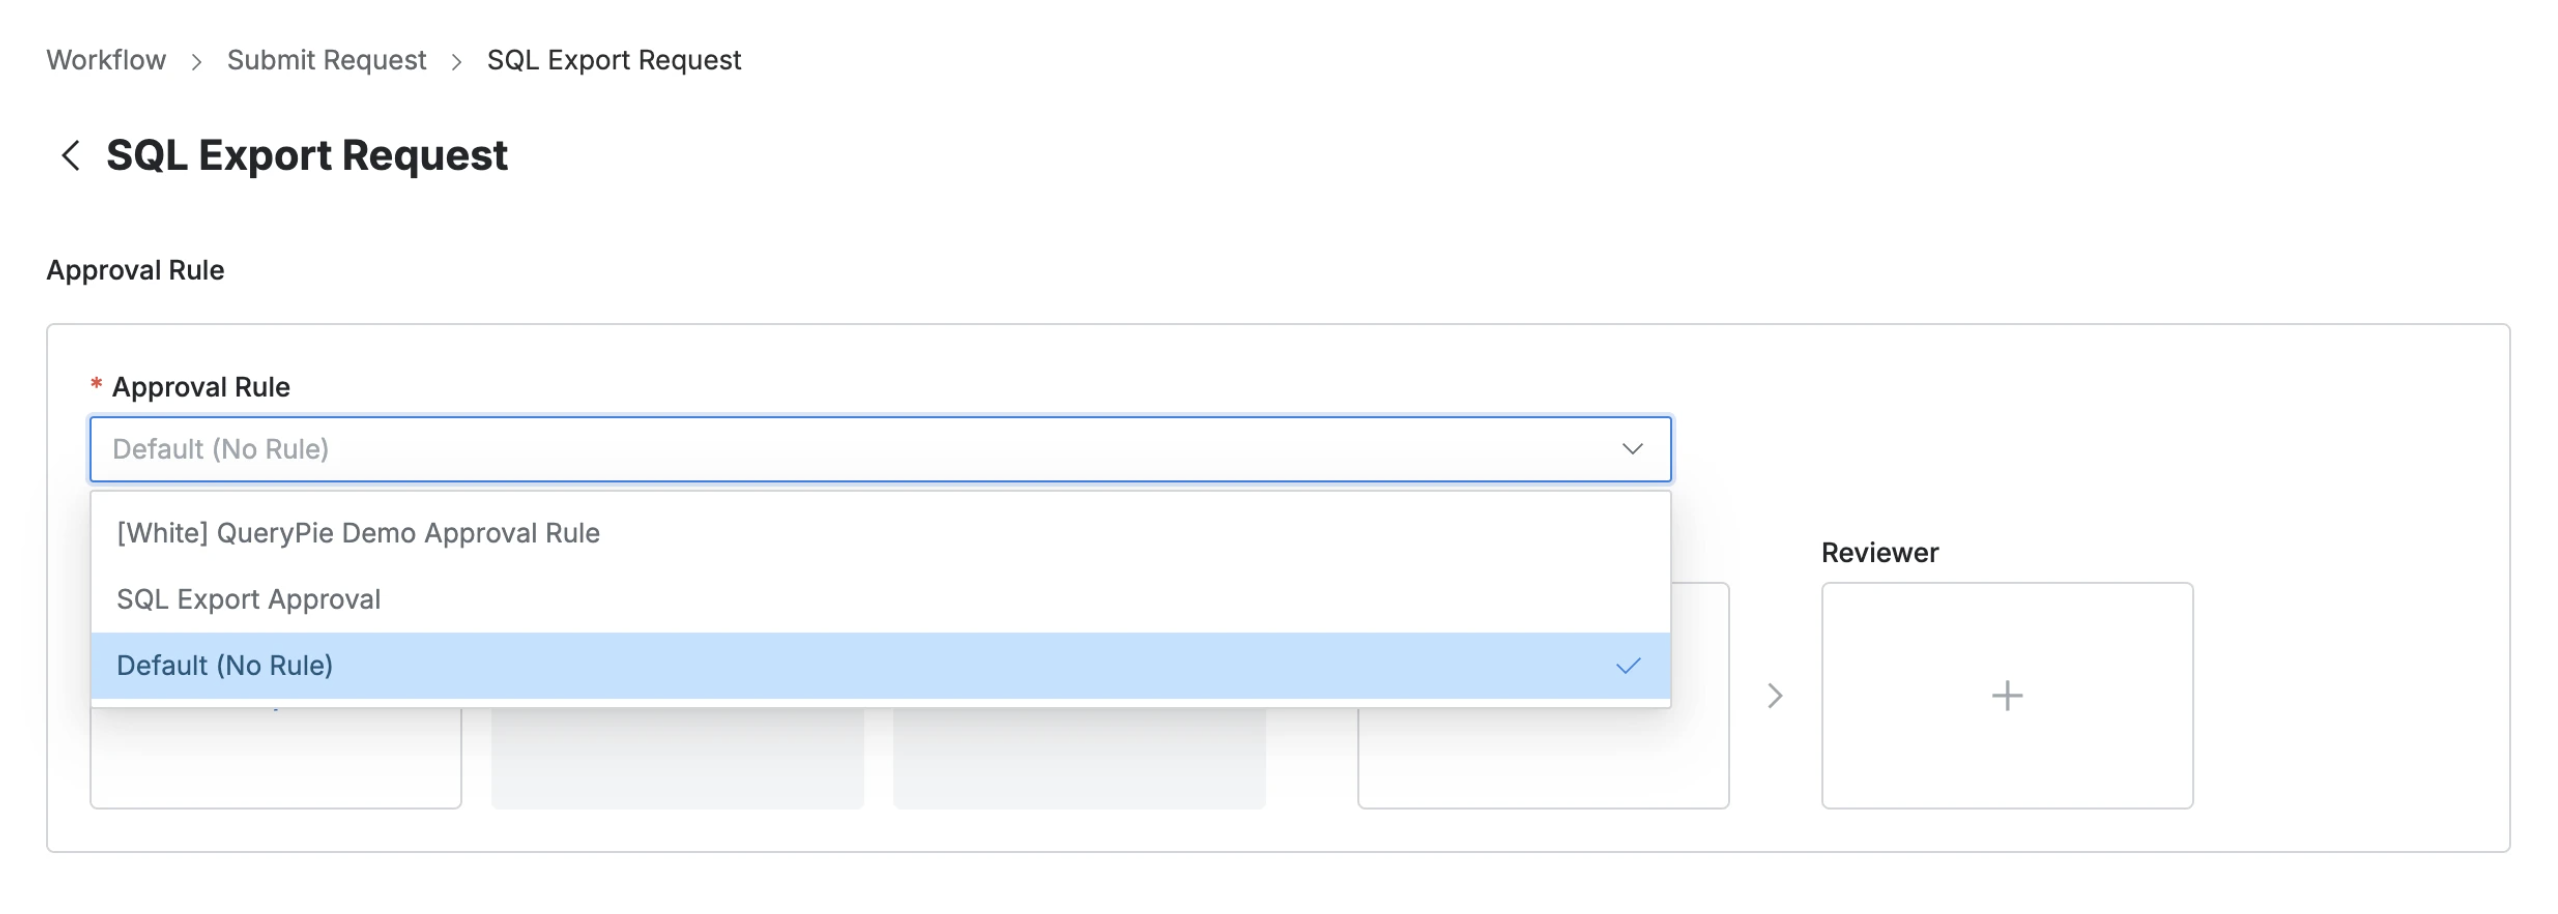 Workflow > Submit Request > SQL Export Request
SQL Export Request
Approval Rule
* Approval Rule
Default (No Rule)
[White] QueryPie Demo Approval Rule
SQL Export Approval
Default (No Rule)
Reviewer